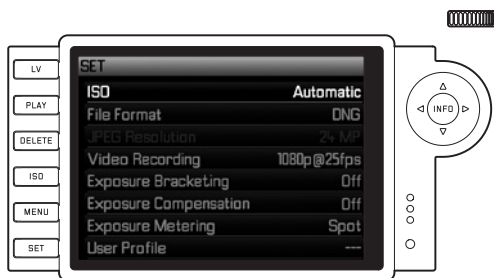 LV
PLAY
DELETE
ISO
MENU
SET
SET
ISO Automatic
File Format DNG
JPEG Resolution 24 MP
Video Recording 1080p@25fps
Exposure Bracketing Off
Exposure Compensation Off
Exposure Metering Spot
User Profile ---
INFO